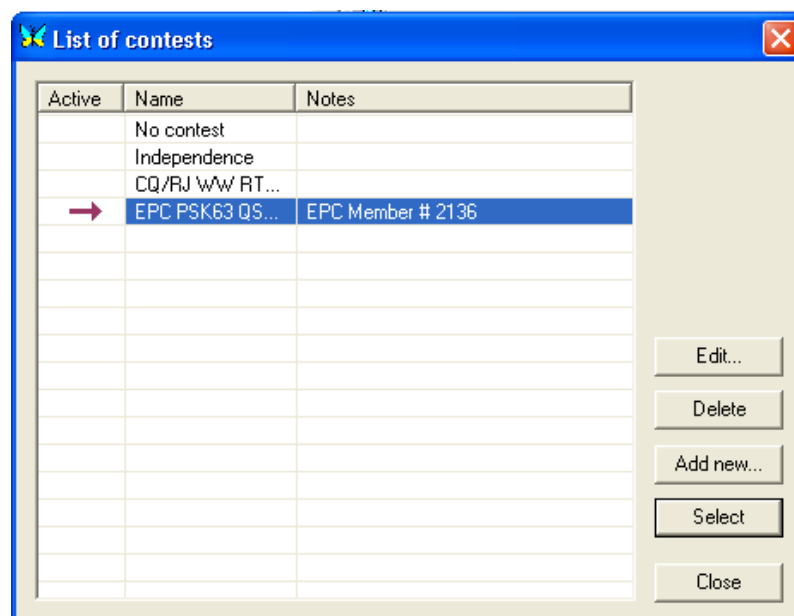 List of contests
Active Name Notes
No contest
Independence
CQ/RJ WW RT...
EPC PSK63 QS... EPC Member # 2136
Edit...
Delete
Add new...
Select
Close